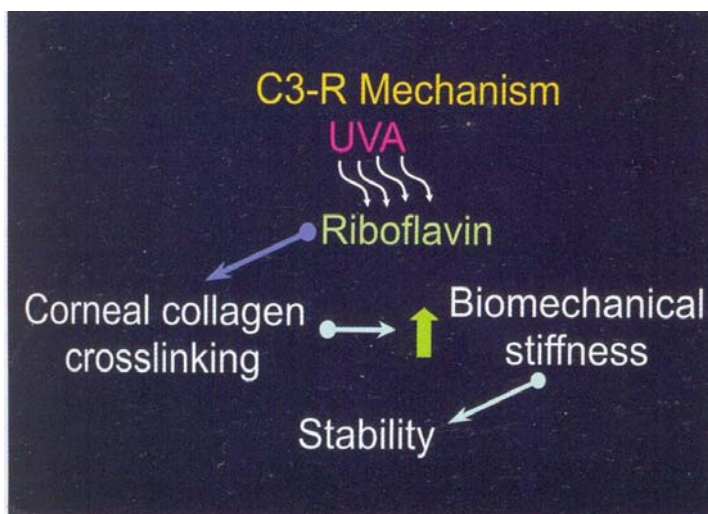 C3-R Mechanism
UVA
Riboflavin
Corneal collagen
crosslinking
Biomechanical
stiffness
Stability